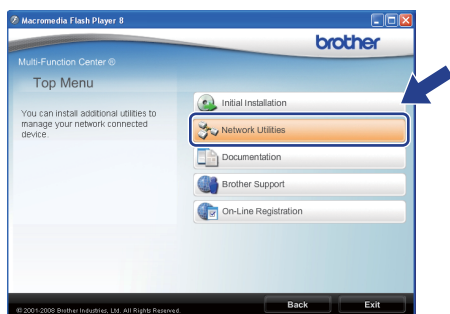 Macromedia Flash Player 8
brother
Multi-Function Center ®
Top Menu
You can install additional utilities to
manage your network connected
device.
Initial Installation
Network Utilities
Documentation
Brother Support
On-Line Registration
© 2001-2008 Brother Industries, Ltd. All Rights Reserved.
Back
Exit